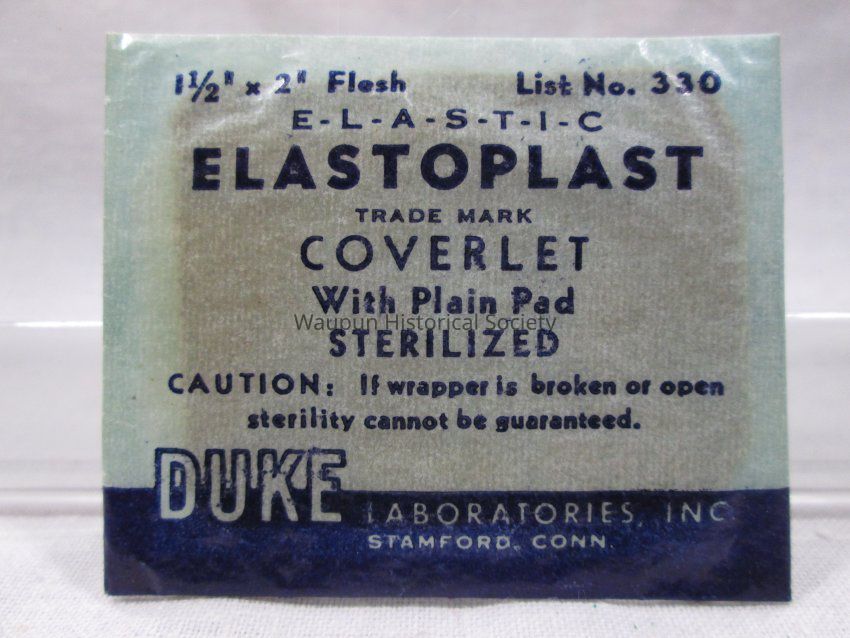 1½" x 2" Flesh List No. 330
E-L-A-S-T-I-C
ELASTOPLAST
TRADE MARK
COVERLET
With Plain Pad
Waupun Historical Society
STERILIZED
CAUTION: If wrapper is broken or open
sterility cannot be guaranteed.
DUKE LABORATORIES, INC
STAMFORD, CONN.